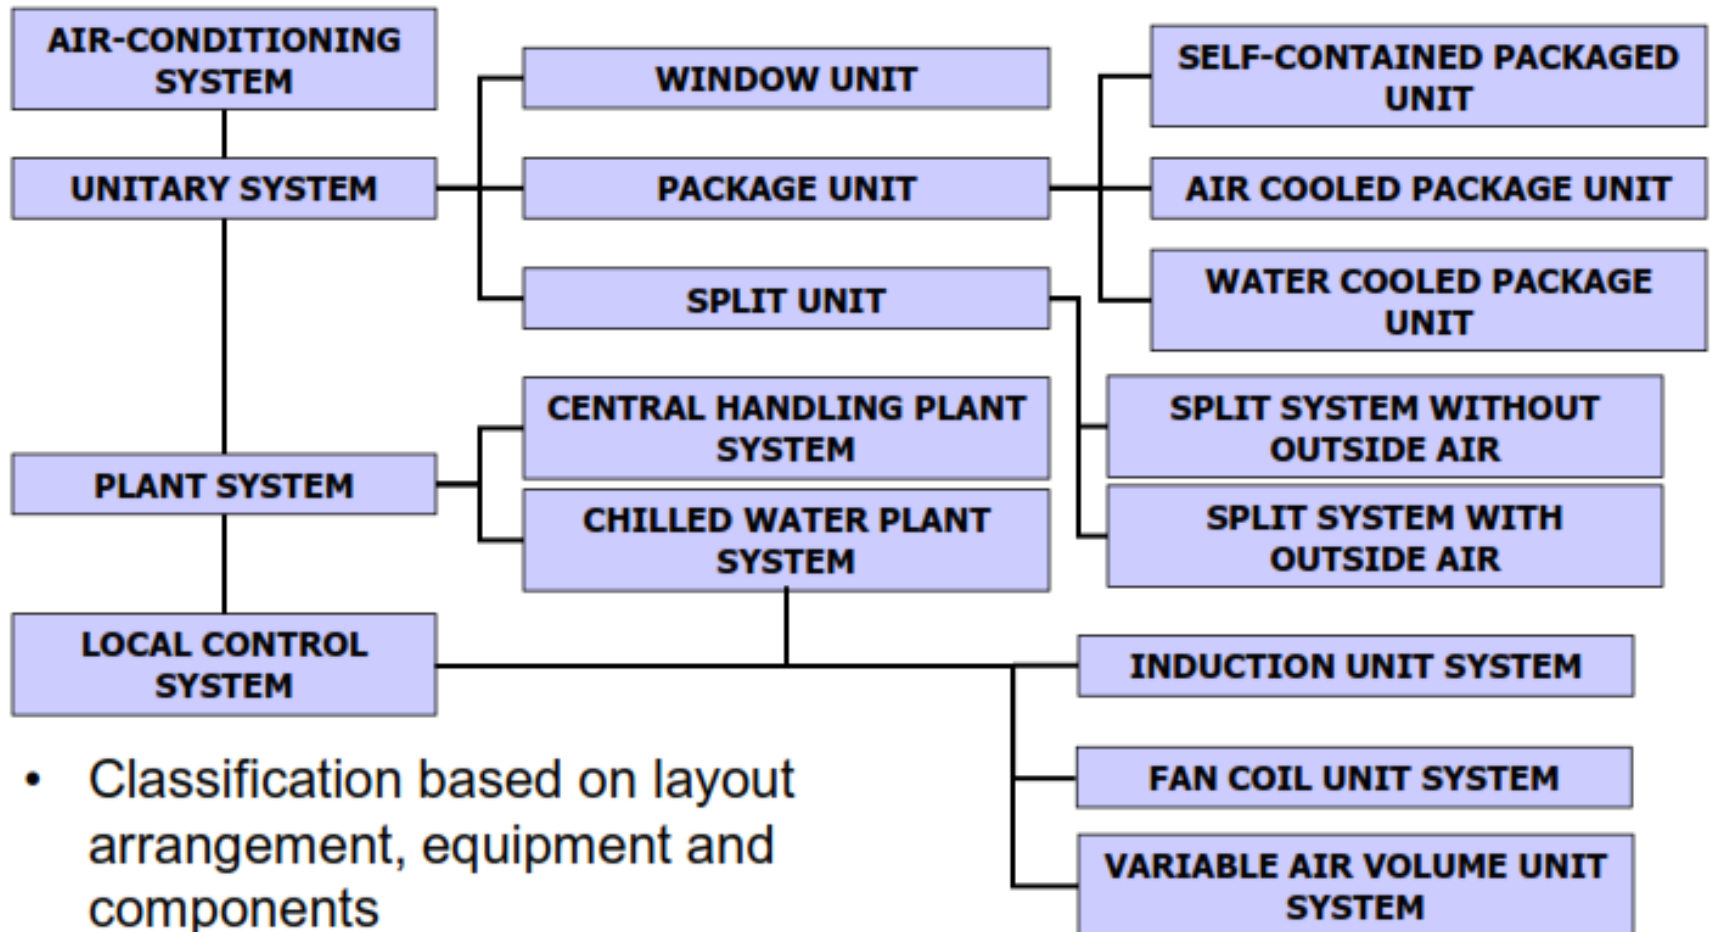 AIR-CONDITIONING
SYSTEM
UNITARY SYSTEM
PLANT SYSTEM
LOCAL CONTROL
SYSTEM
WINDOW UNIT
PACKAGE UNIT
SPLIT UNIT
CENTRAL HANDLING PLANT
SYSTEM
CHILLED WATER PLANT
SYSTEM
SELF-CONTAINED PACKAGED
UNIT
AIR COOLED PACKAGE UNIT
WATER COOLED PACKAGE
UNIT
SPLIT SYSTEM WITHOUT
OUTSIDE AIR
SPLIT SYSTEM WITH
OUTSIDE AIR
INDUCTION UNIT SYSTEM
FAN COIL UNIT SYSTEM
VARIABLE AIR VOLUME UNIT
SYSTEM
• Classification based on layout
arrangement, equipment and
components